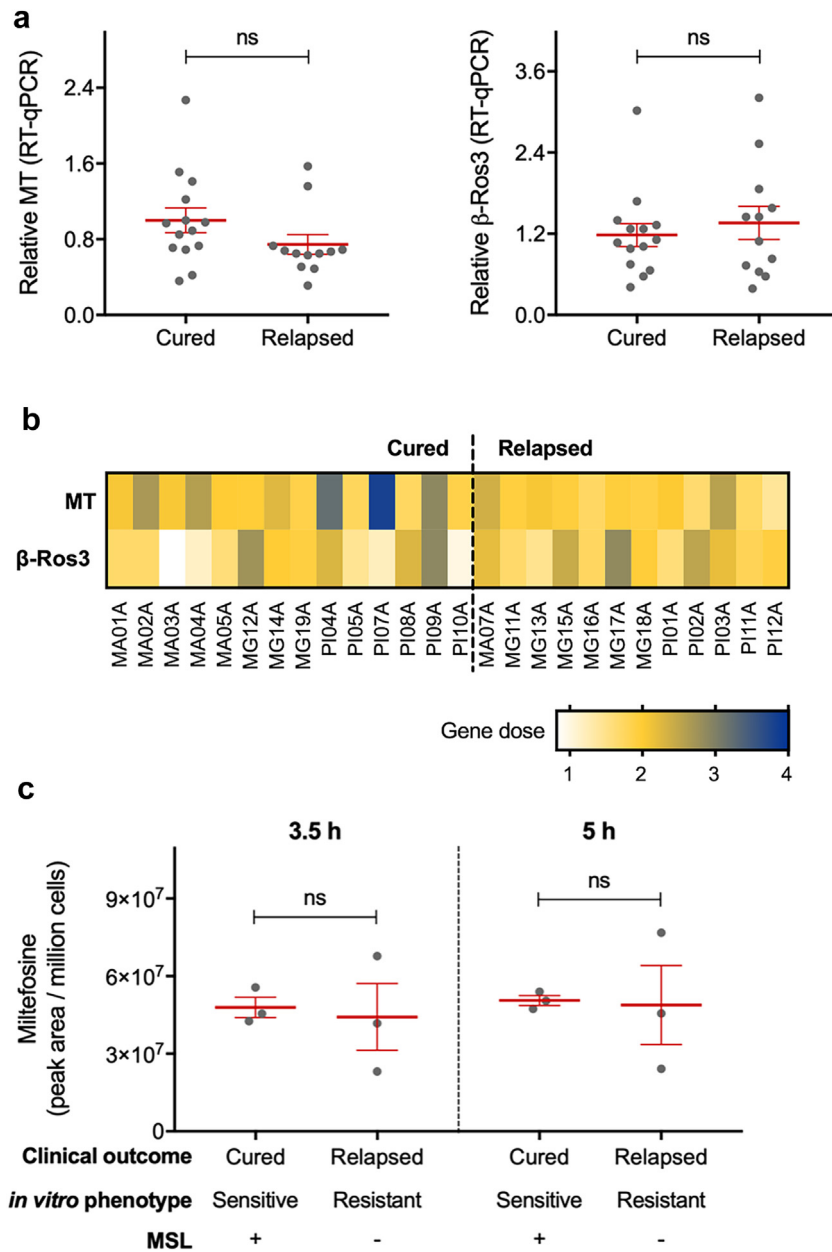 a
ns
Relative MT (RT-qPCR)
2.4
1.6
0.8
0.0
Cured Relapsed
ns
Relative β-Ros3 (RT-qPCR)
3.6
2.4
1.2
0.0
Cured Relapsed
b
Cured Relapsed
MT
β-Ros3
MA01A MA02A MA03A MA04A MA05A MG12A MG14A MG19A PI04A PI05A PI07A PI08A PI09A PI10A MA07A MG11A MG13A MG15A MG16A MG17A MG18A PI01A PI02A PI03A PI11A PI12A
Gene dose
1 2 3 4
c
3.5 h 5 h
ns ns
Miltefosine
(peak area / million cells)
9×10⁷
6×10⁷
3×10⁷
0
Clinical outcome Cured Relapsed Cured Relapsed
in vitro phenotype Sensitive Resistant Sensitive Resistant
MSL + - + -